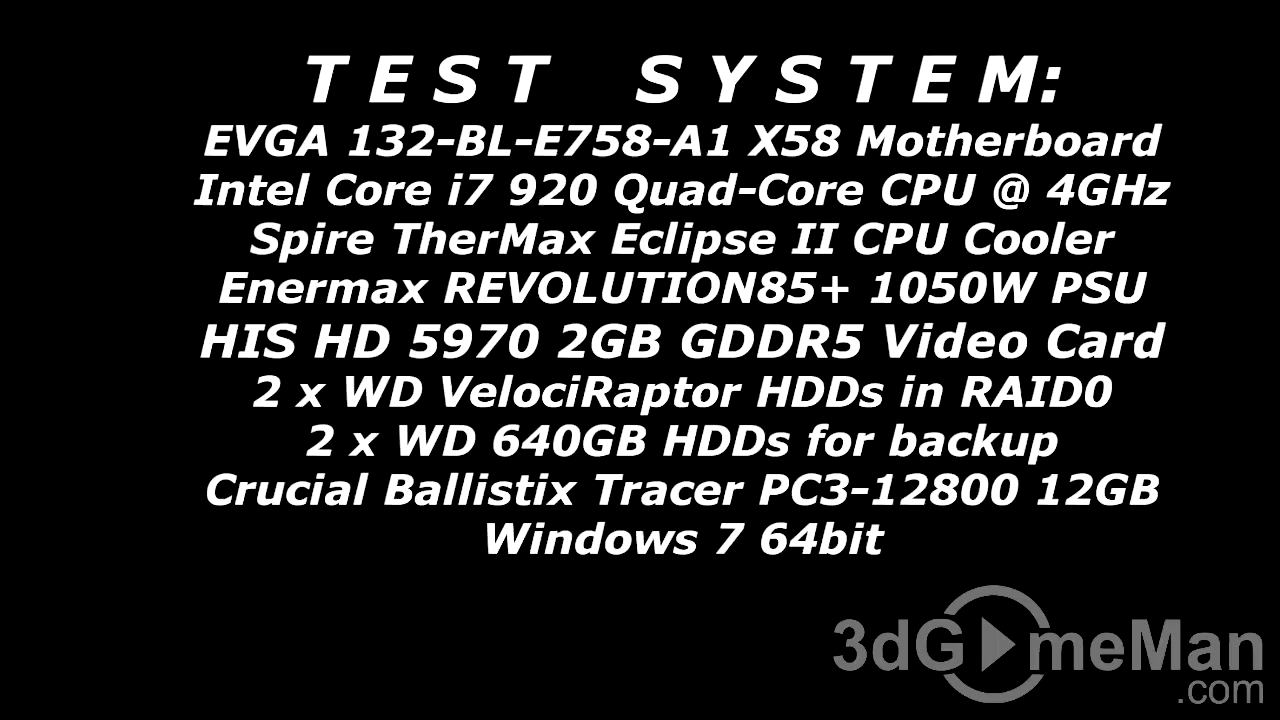 TEST SYSTEM:
EVGA 132-BL-E758-A1 X58 Motherboard
Intel Core i7 920 Quad-Core CPU @ 4GHz
Spire TherMax Eclipse II CPU Cooler
Enermax REVOLUTION85+ 1050W PSU
HIS HD 5970 2GB GDDR5 Video Card
2 x WD VelociRaptor HDDs in RAID0
2 x WD 640GB HDDs for backup
Crucial Ballistix Tracer PC3-12800 12GB
Windows 7 64bit
3dGameMan
.com